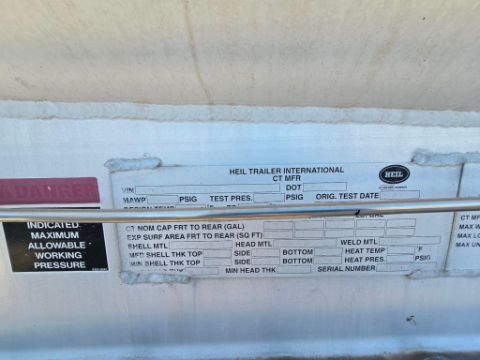 DANGER
INDICATED
MAXIMUM
ALLOWABLE
WORKING
PRESSURE
HEIL TRAILER INTERNATIONAL
CT MFR
HEIL
VIN DOT
MAWP PSIG TEST PRES. PSIG ORIG. TEST DATE
CT NOM CAP FRT TO REAR (GAL)
EXP SURF AREA FRT TO REAR (SQ FT)
SHELL MTL HEAD MTL WELD MTL
MFD SHELL THK TOP SIDE BOTTOM HEAT TEMP °F
MIN SHELL THK TOP SIDE BOTTOM HEAT PRES. PSIG
MIN HEAD THK SERIAL NUMBER
CT M
MAX W
MAX LO
MAX UN